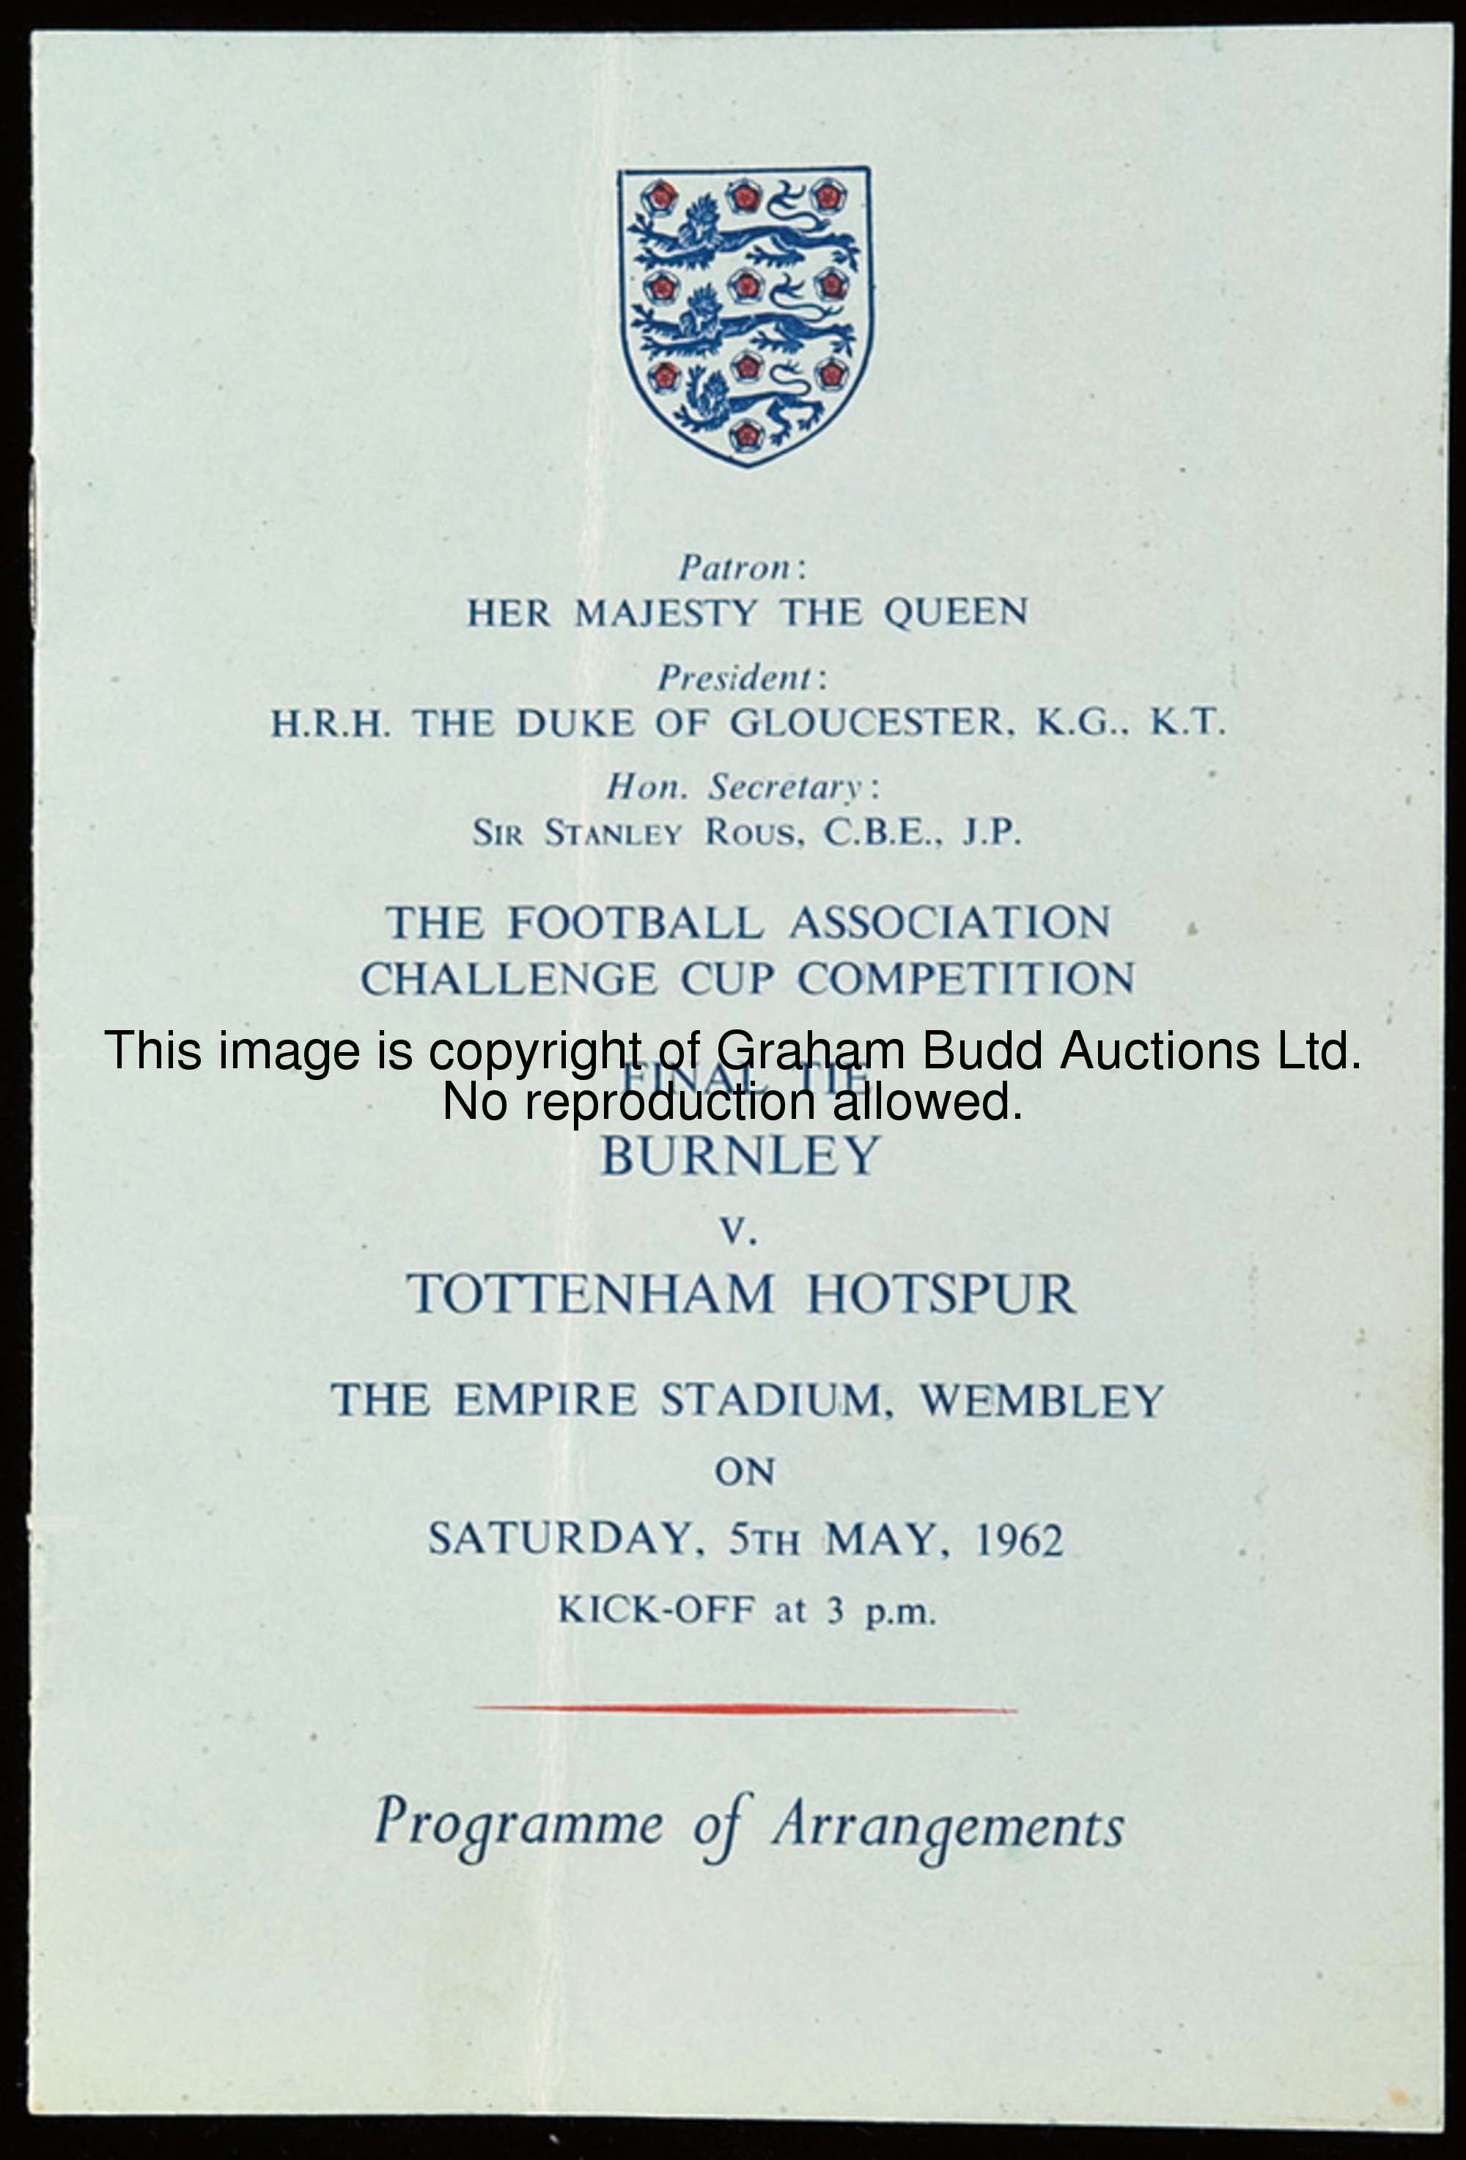 Patron:
HER MAJESTY THE QUEEN
President:
H.R.H. THE DUKE OF GLOUCESTER, K.G., K.T.
Hon. Secretary:
SIR STANLEY ROUS, C.B.E., J.P.
THE FOOTBALL ASSOCIATION
CHALLENGE CUP COMPETITION
This image is copyright of Graham Budd Auctions Ltd.
FINAL TIE
No reproduction allowed.
BURNLEY
v.
TOTTENHAM HOTSPUR
THE EMPIRE STADIUM, WEMBLEY
ON
SATURDAY, 5TH MAY, 1962
KICK-OFF at 3 p.m.
Programme of Arrangements